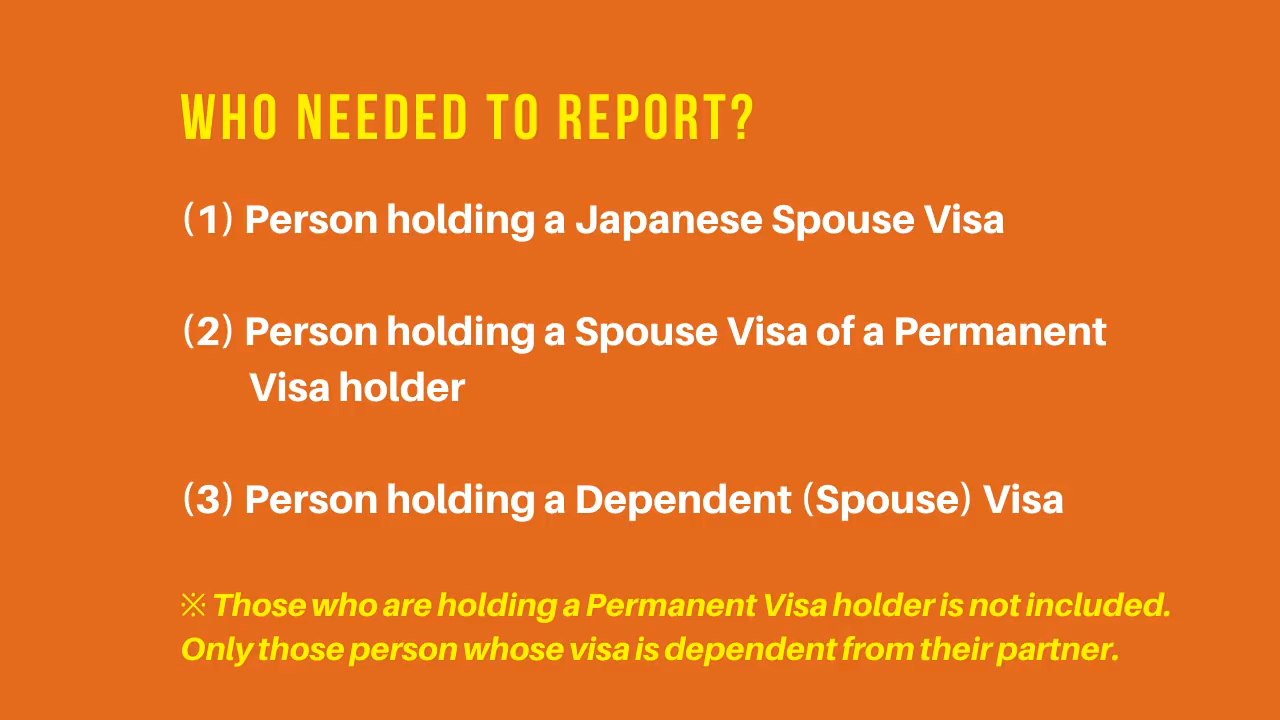 WHO NEEDED TO REPORT?
(1) Person holding a Japanese Spouse Visa
(2) Person holding a Spouse Visa of a Permanent
Visa holder
(3) Person holding a Dependent (Spouse) Visa
※ Those who are holding a Permanent Visa holder is not included.
Only those person whose visa is dependent from their partner.